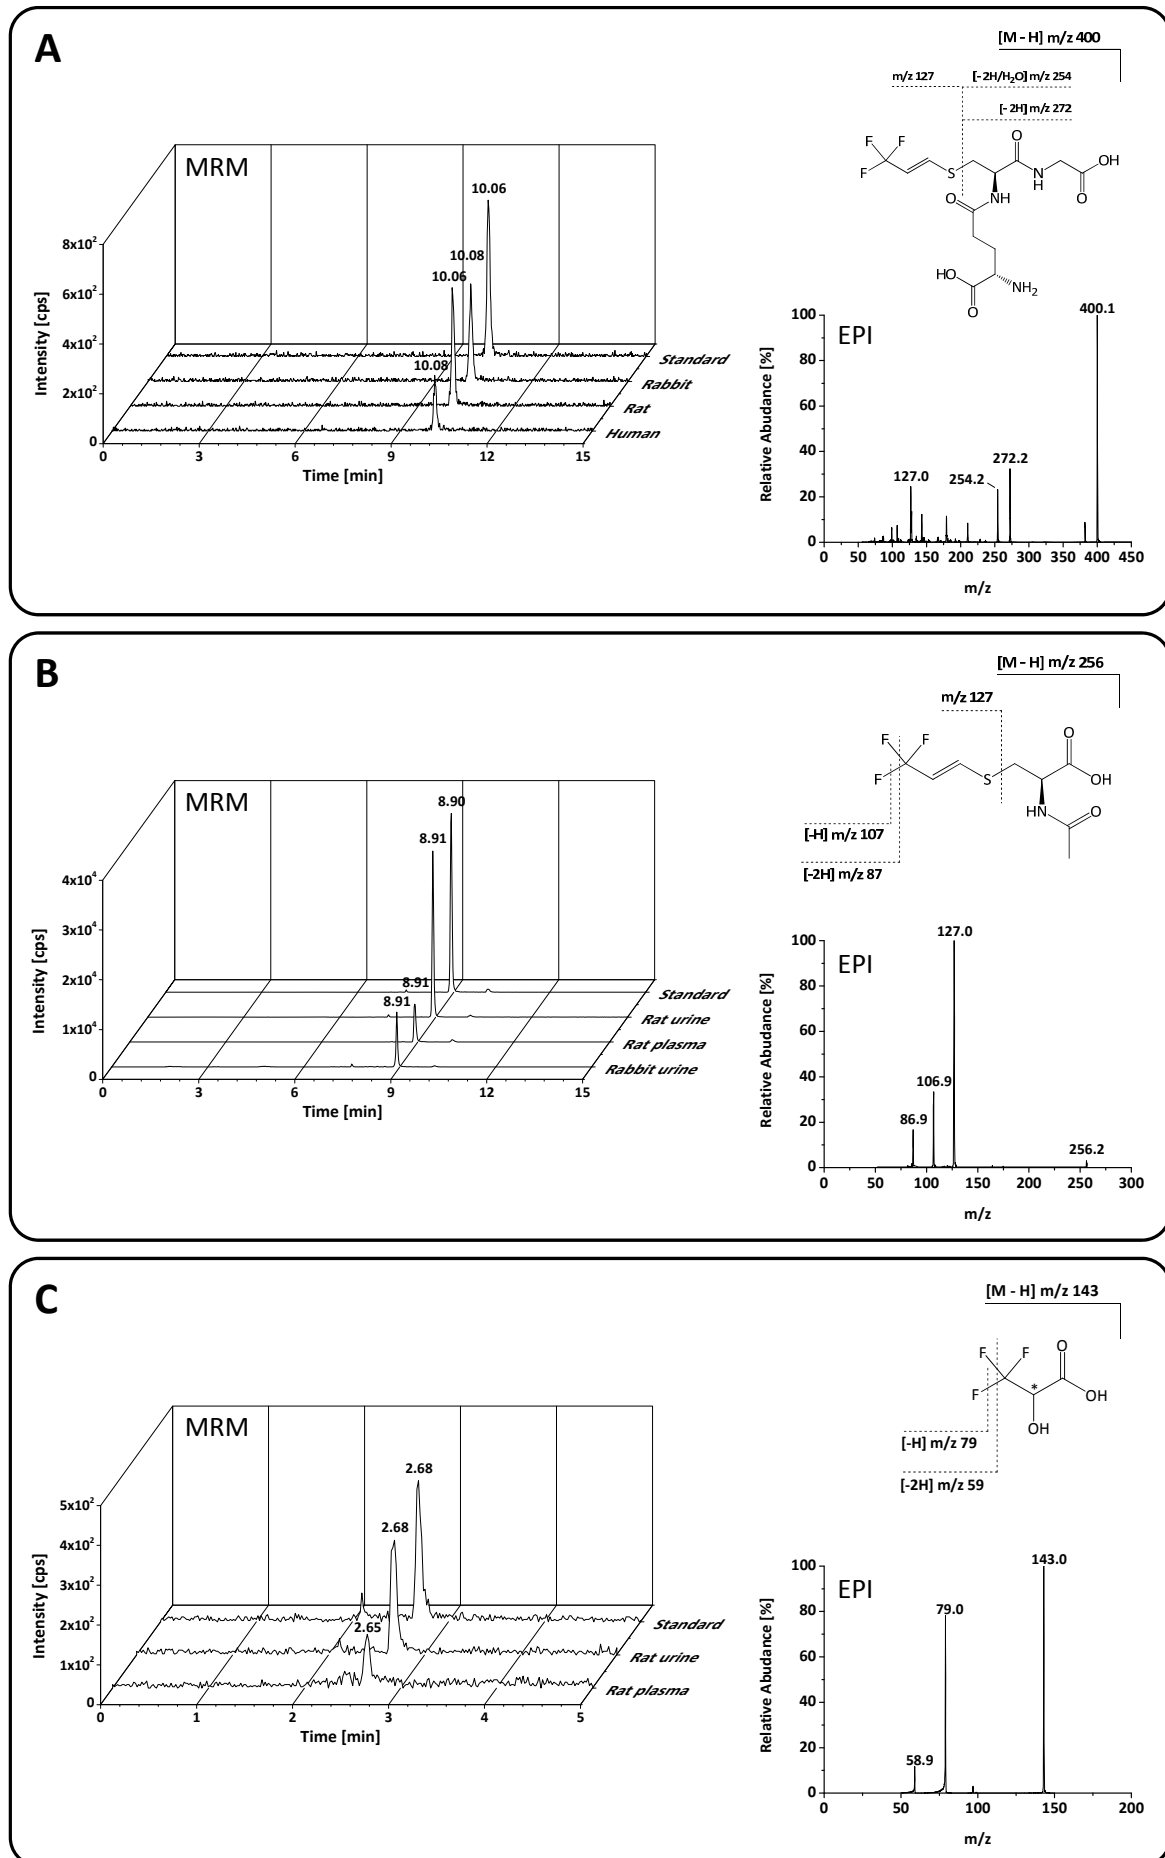 A
[M - H] m/z 400
m/z 127 [- 2H/H₂O] m/z 254
[- 2H] m/z 272
F F
F
S
O
NH
OH
O
O
NH
HO
NH₂
O
MRM
10.06
10.08
10.06
10.08
8x10²
6x10²
4x10²
2x10²
0
Intensity [cps]
Standard
Rabbit
Rat
Human
0 3 6 9 12 15
Time [min]
EPI
400.1
272.2
254.2
127.0
100
80
60
40
20
0
Relative Abudance [%]
0 50 100 150 200 250 300 350 400 450
m/z
B
[M - H] m/z 256
m/z 127
F F
F
S
O
OH
HN
O
[-H] m/z 107
[-2H] m/z 87
MRM
8.90
8.91
8.91
8.91
4x10⁴
3x10⁴
2x10⁴
1x10⁴
0
Intensity [cps]
Standard
Rat urine
Rat plasma
Rabbit urine
0 3 6 9 12 15
Time [min]
EPI
127.0
106.9
86.9
256.2
100
80
60
40
20
0
Relative Abudance [%]
0 50 100 150 200 250 300
m/z
C
[M - H] m/z 143
F F
F
*
O
OH
OH
[-H] m/z 79
[-2H] m/z 59
MRM
2.68
2.68
2.65
5x10²
4x10²
3x10²
2x10²
1x10²
0
Intensity [cps]
Standard
Rat urine
Rat plasma
0 1 2 3 4 5
Time [min]
EPI
143.0
79.0
58.9
100
80
60
40
20
0
Relative Abudance [%]
0 50 100 150 200
m/z